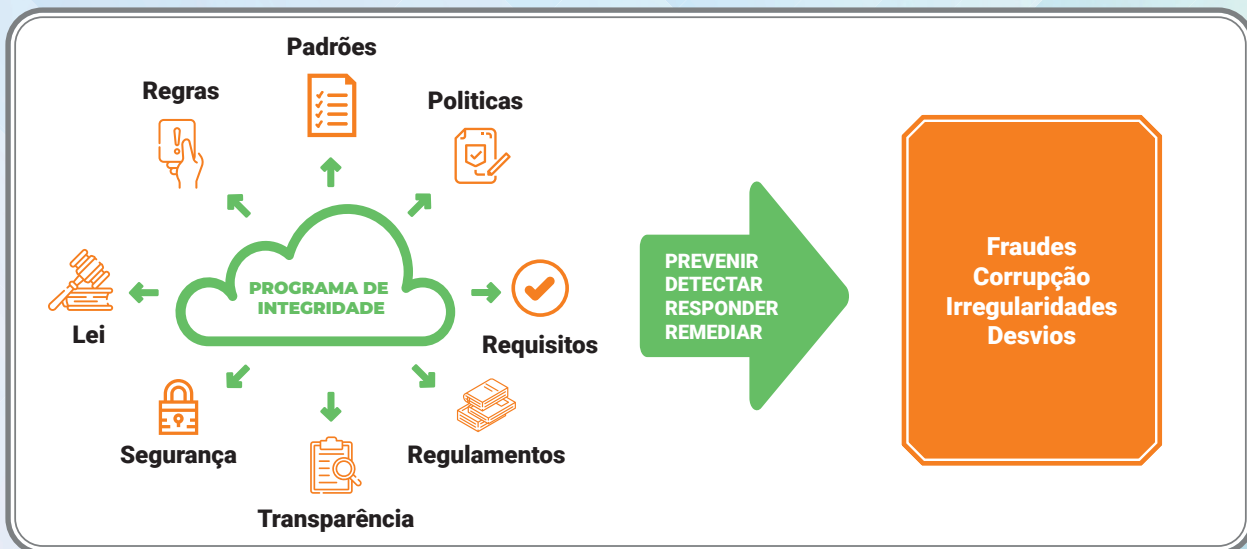 Padrões
Regras
Politicas
PROGRAMA DE
INTEGRIDADE
Lei
Requisitos
Segurança
Regulamentos
Transparência
PREVENIR
DETECTAR
RESPONDER
REMEDIAR
Fraudes
Corrupção
Irregularidades
Desvios